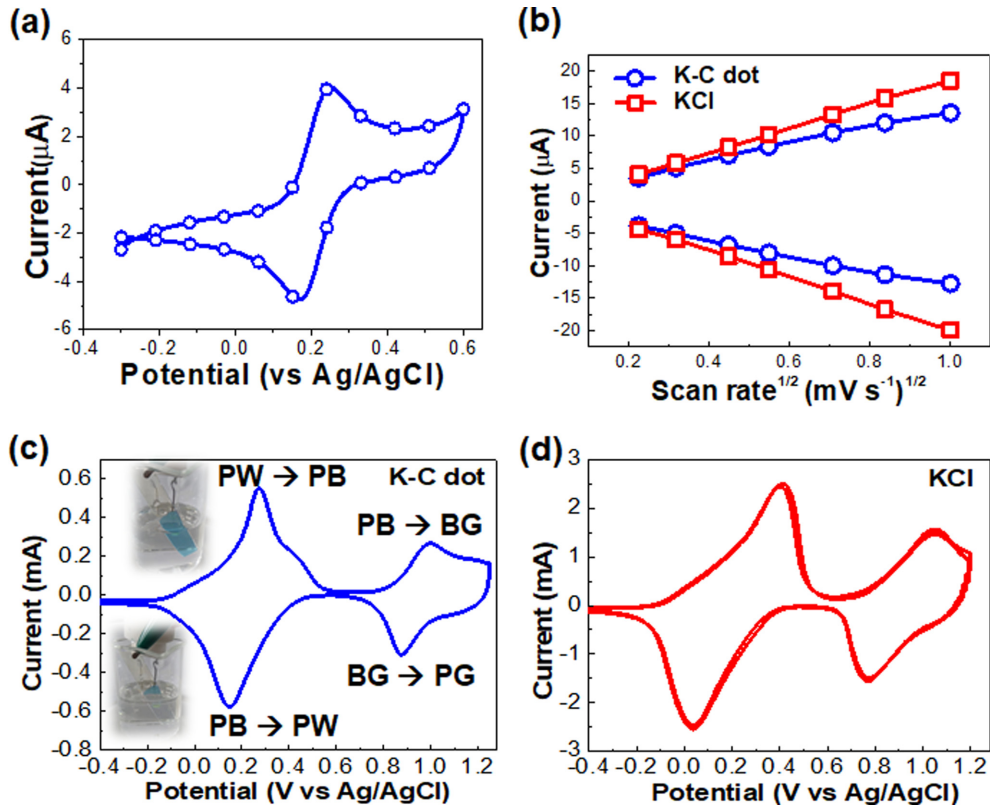 (a)
6
4
2
0
-2
-4
-6
Current(μA)
-0.4 -0.2 0.0 0.2 0.4 0.6
Potential (vs Ag/AgCl)
(b)
K-C dot
KCl
20
15
10
5
0
-5
-10
-15
-20
Current (μA)
0.2 0.4 0.6 0.8 1.0
Scan rate1/2 (mV s-1)1/2
(c)
PW → PB
K-C dot
PB → BG
BG → PG
PB → PW
0.8
0.6
0.4
0.2
0.0
-0.2
-0.4
-0.6
-0.8
Current (mA)
-0.4 -0.2 0.0 0.2 0.4 0.6 0.8 1.0 1.2
Potential (V vs Ag/AgCl)
(d)
KCl
3
2
1
0
-1
-2
-3
Current (mA)
-0.4 -0.2 0.0 0.2 0.4 0.6 0.8 1.0 1.2
Potential (V vs Ag/AgCl)